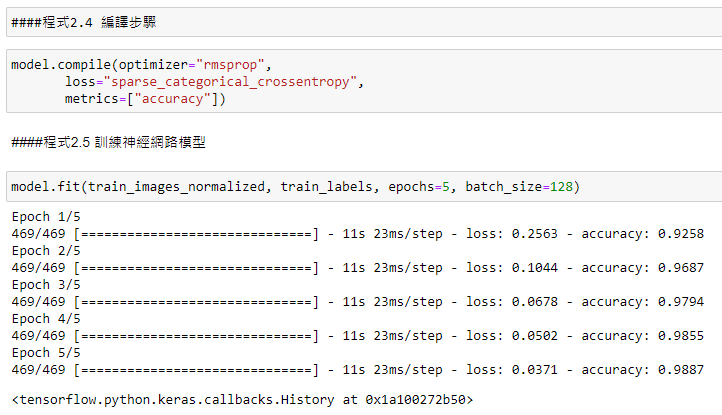 ####程式2.4 編譯步驟
model.compile(optimizer="rmsprop",
loss="sparse_categorical_crossentropy",
metrics=["accuracy"])
####程式2.5 訓練神經網路模型
model.fit(train_images_normalized, train_labels, epochs=5, batch_size=128)
Epoch 1/5
469/469 [==============================] - 11s 23ms/step - loss: 0.2563 - accuracy: 0.9258
Epoch 2/5
469/469 [==============================] - 11s 23ms/step - loss: 0.1044 - accuracy: 0.9687
Epoch 3/5
469/469 [==============================] - 11s 23ms/step - loss: 0.0678 - accuracy: 0.9794
Epoch 4/5
469/469 [==============================] - 11s 23ms/step - loss: 0.0502 - accuracy: 0.9855
Epoch 5/5
469/469 [==============================] - 11s 23ms/step - loss: 0.0371 - accuracy: 0.9887
<tensorflow.python.keras.callbacks.History at 0x1a100272b50>